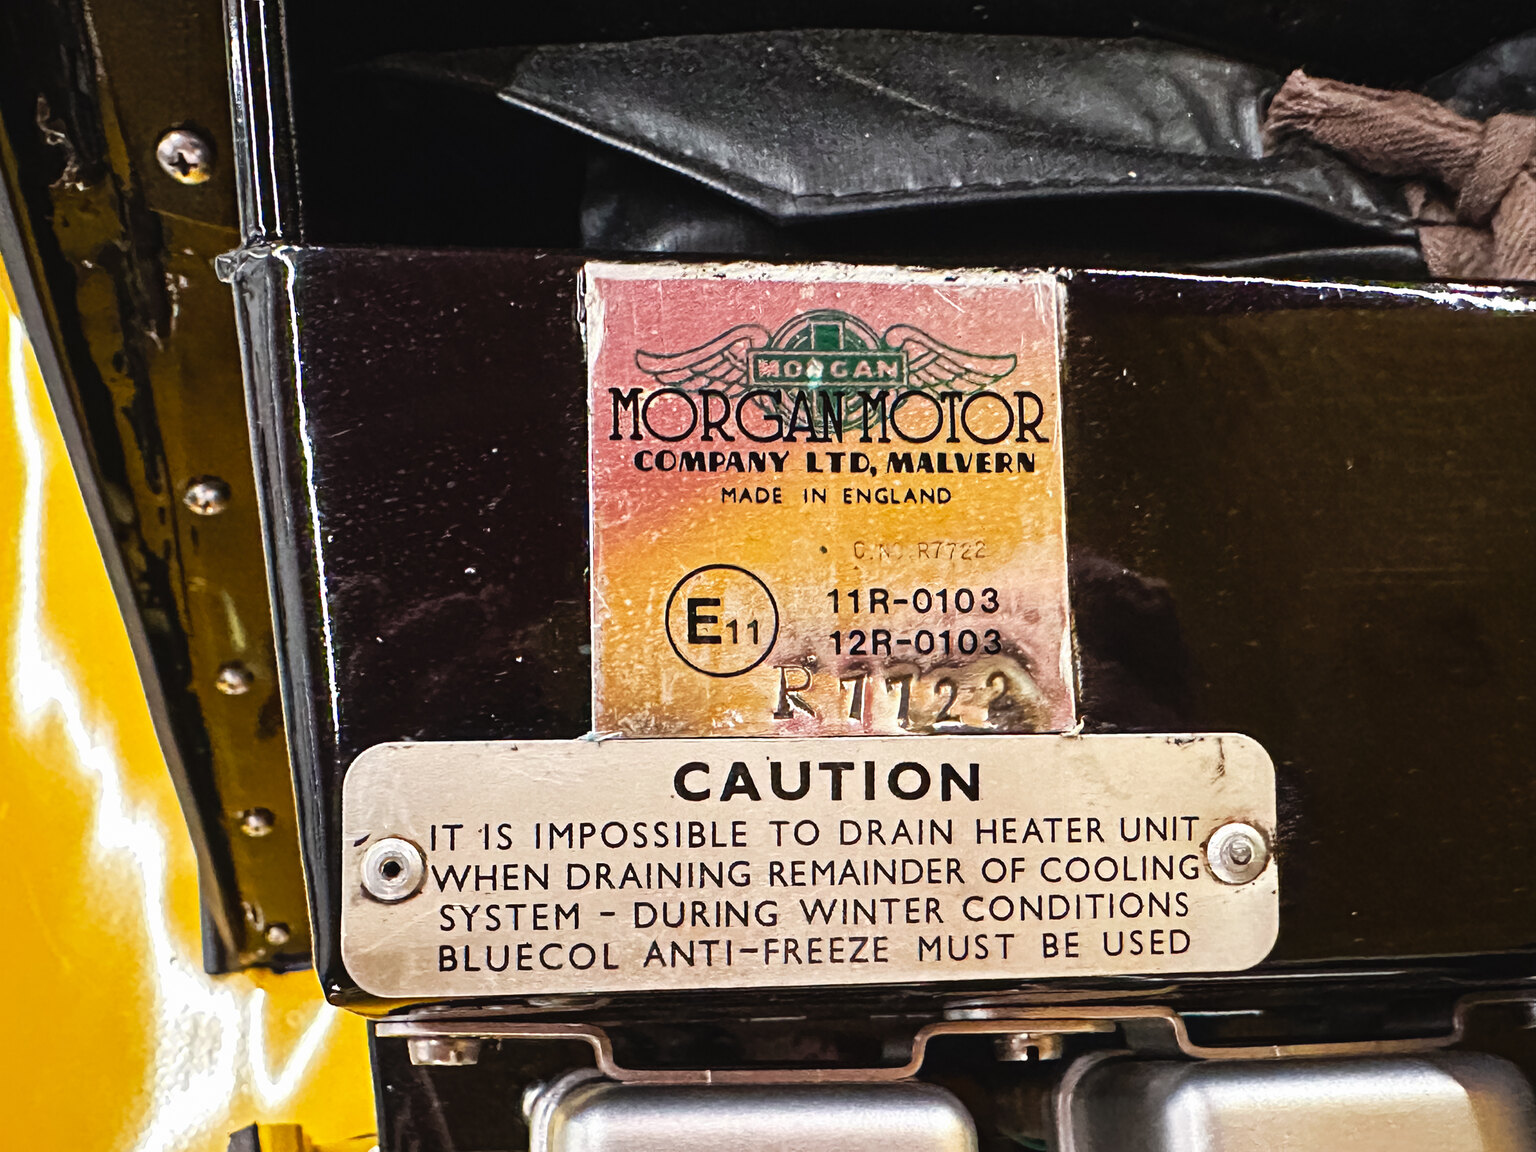 MORGAN
MORGAN MOTOR
COMPANY LTD, MALVERN
MADE IN ENGLAND
C.NO.R7722
E11
11R-0103
12R-0103
R7722
CAUTION
IT IS IMPOSSIBLE TO DRAIN HEATER UNIT
WHEN DRAINING REMAINDER OF COOLING
SYSTEM - DURING WINTER CONDITIONS
BLUECOL ANTI-FREEZE MUST BE USED